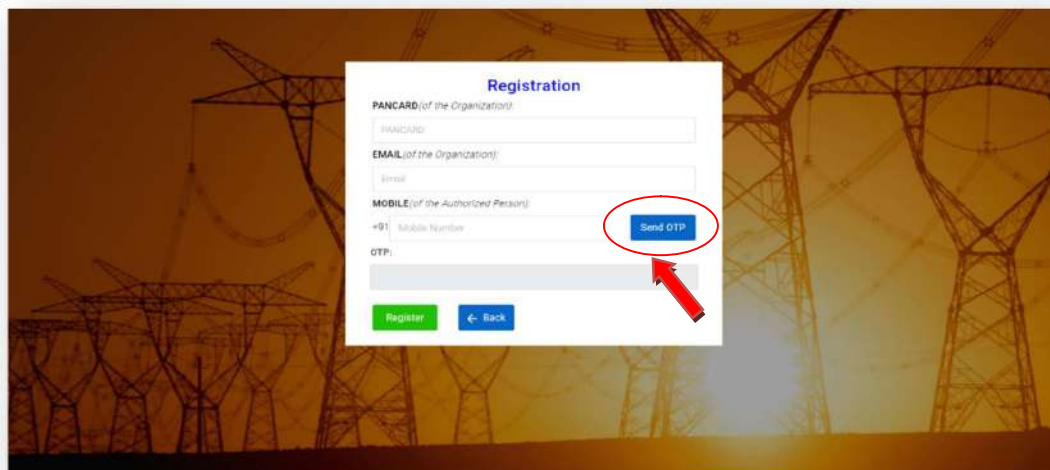 Registration
PANCARD(of the Organization):
PANCARD
EMAIL(of the Organization):
Email
MOBILE(of the Authorized Person):
+91 Mobile Number Send OTP
OTP:
Register ← Back